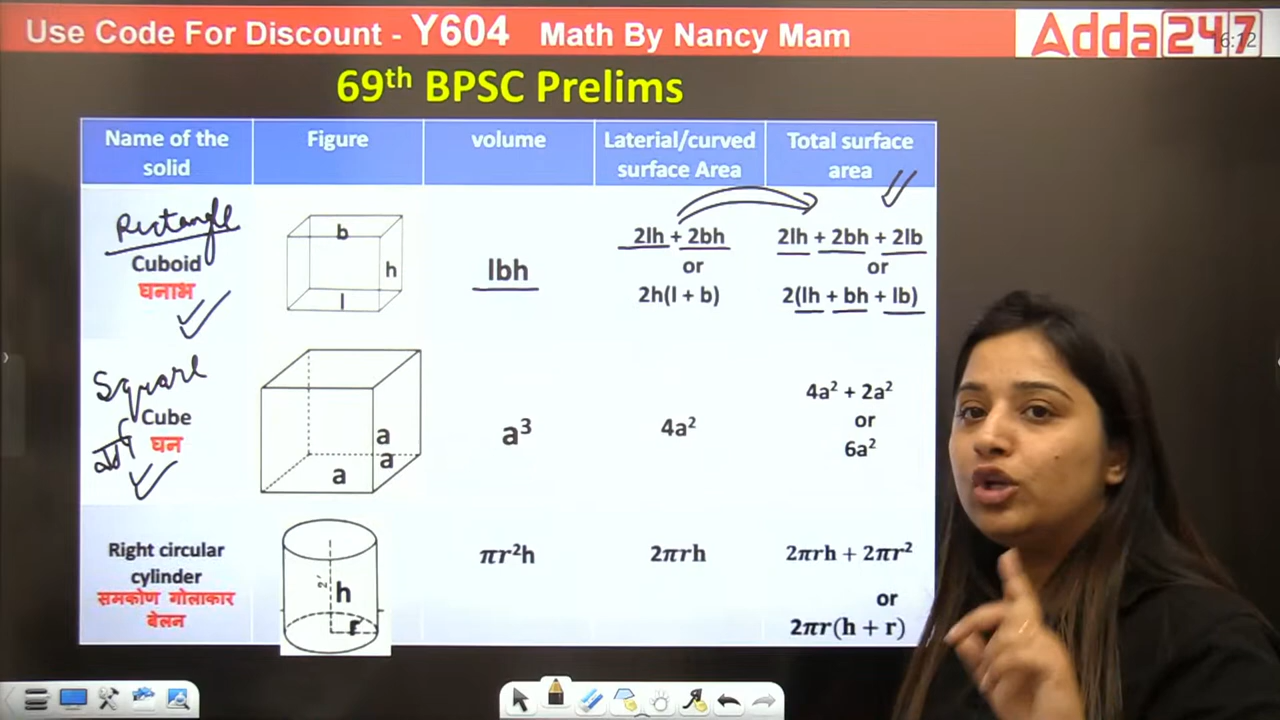 Use Code For Discount - Y604 Math By Nancy Mam
Adda247
16:12
69th BPSC Prelims
Name of the solid
Figure
volume
Laterial/curved surface Area
Total surface area
Rectangle
Cuboid
घनाभ
b
h
l
lbh
2lh + 2bh
or
2h(l + b)
2lh + 2bh + 2lb
or
2(lh + bh + lb)
Square
Cube
वर्ग घन
a
a
a
a³
4a²
4a² + 2a²
or
6a²
Right circular
cylinder
समकोण गोलाकार
बेलन
h
r
πr²h
2πrh
2πrh + 2πr²
or
2πr(h + r)